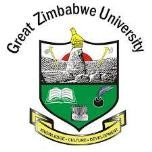 Great Zimbabwe University
KNOWLEDGE - CULTURE - DEVELOPMENT